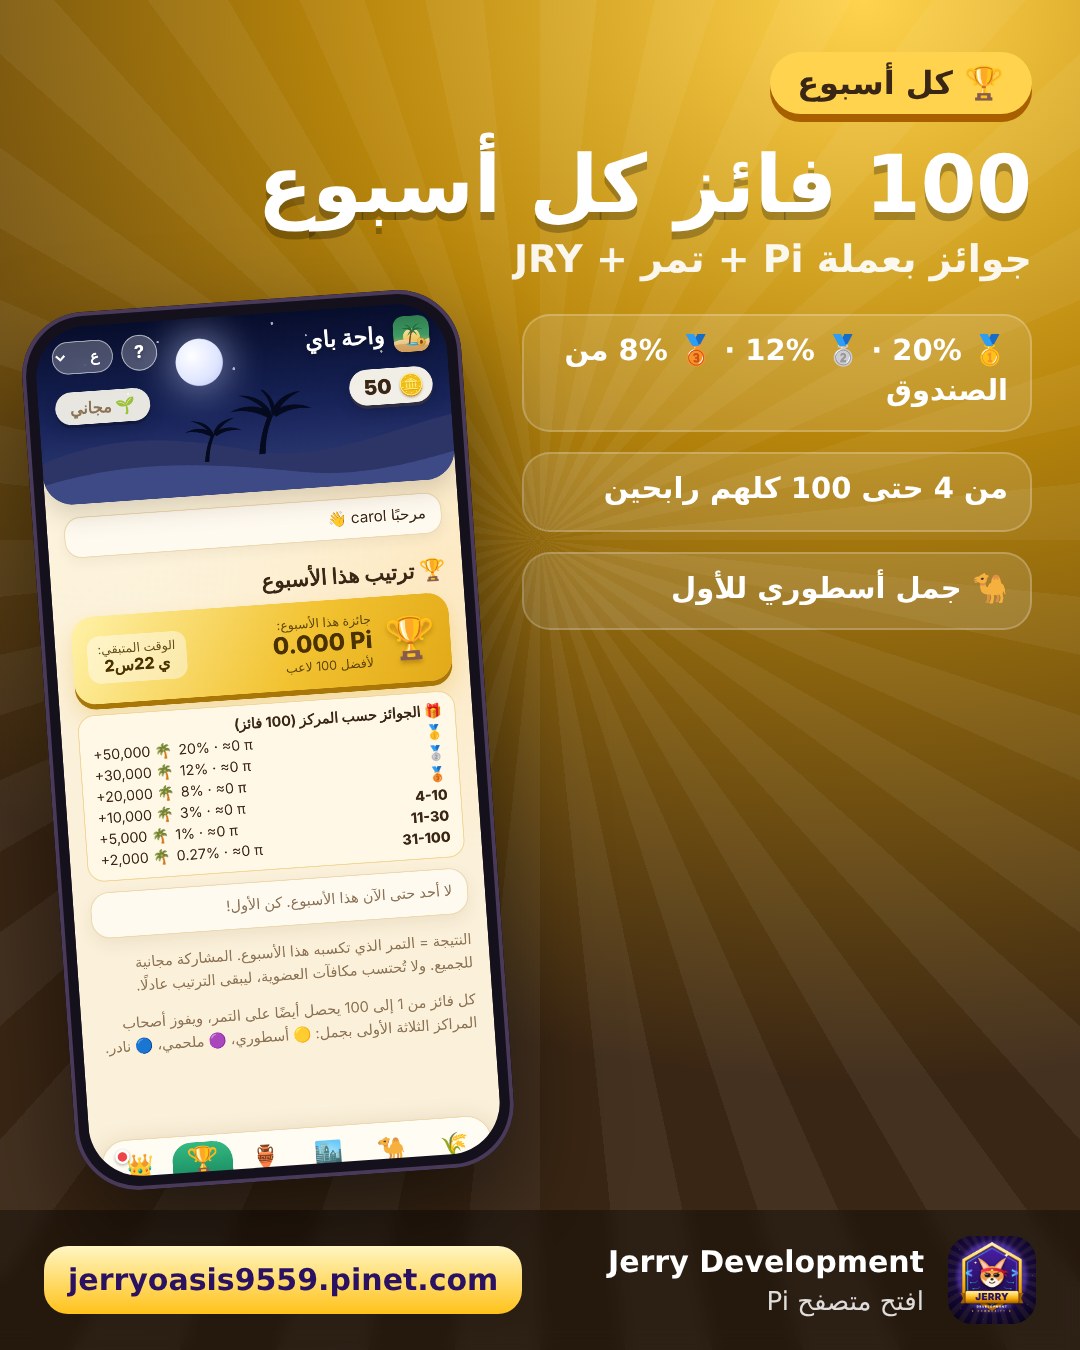 🏆 كل أسبوع
100 فائز كل أسبوع
جوائز بعملة Pi + تمر + JRY
🥇 20% · 🥈 12% · 🥉 8% من
الصندوق
من 4 حتى 100 كلهم رابحين
🐪 جمل أسطوري للأول
واحة باي
?
ع
50
🌱 مجاني
مرحبًا carol 👋
🏆 ترتيب هذا الأسبوع
جائزة هذا الأسبوع:
0.000 Pi
لأفضل 100 لاعب
الوقت المتبقي:
2ي 22س
🎁 الجوائز حسب المركز (100 فائز)
🥇 +50,000 🌴 20% · ≈0 π
🥈 +30,000 🌴 12% · ≈0 π
🥉 +20,000 🌴 8% · ≈0 π
4-10 +10,000 🌴 3% · ≈0 π
11-30 +5,000 🌴 1% · ≈0 π
31-100 +2,000 🌴 0.27% · ≈0 π
لا أحد حتى الآن هذا الأسبوع. كن الأول!
النتيجة = التمر الذي تكسبه هذا الأسبوع. المشاركة مجانية
للجميع. ولا تُحتسب مكافآت العضوية، ليبقى الترتيب عادلًا.
كل فائز من 1 إلى 100 يحصل أيضًا على التمر، ويفوز أصحاب
المراكز الثلاثة الأولى بجمل: 🟡 أسطوري، 🟣 ملحمي، 🔵 نادر.
Jerry Development
افتح متصفح Pi
jerryoasis9559.pinet.com
JERRY